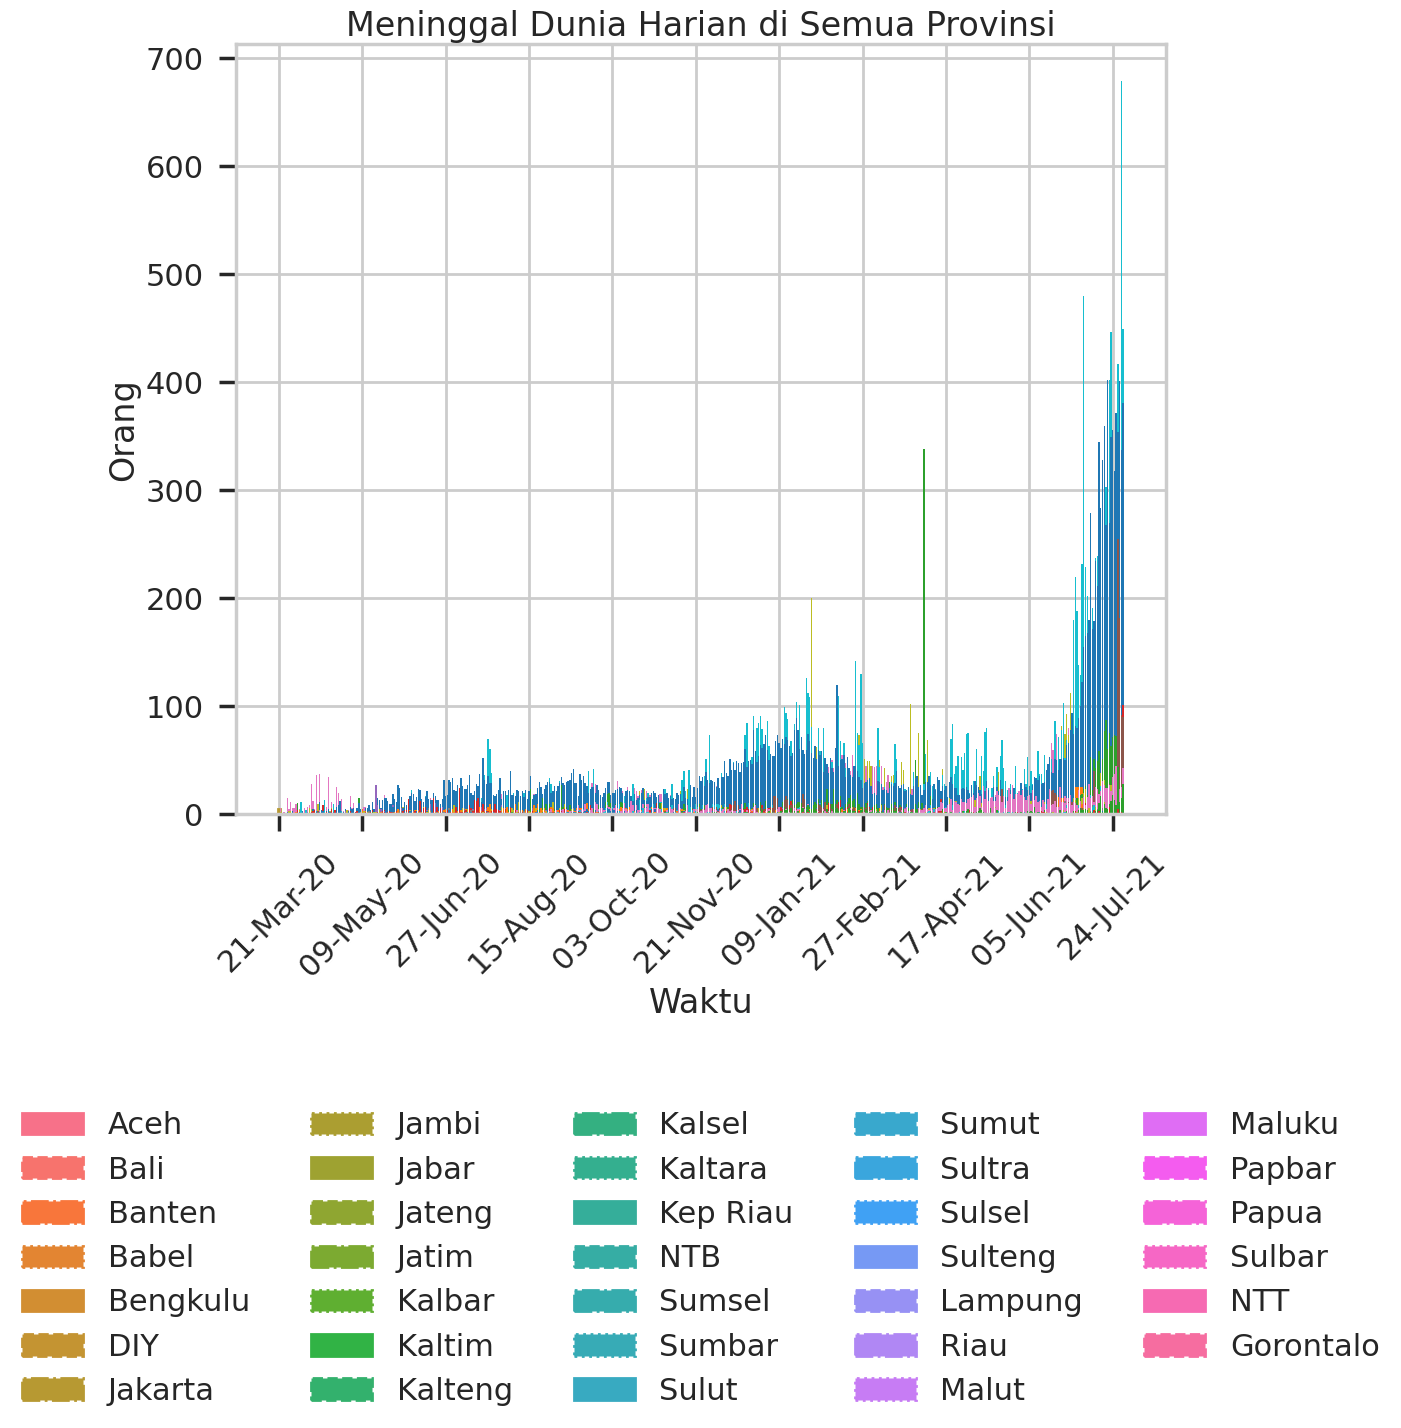 Meninggal Dunia Harian di Semua Provinsi
700
600
500
400
300
200
100
0
Orang
21-Mar-20
09-May-20
27-Jun-20
15-Aug-20
03-Oct-20
21-Nov-20
09-Jan-21
27-Feb-21
17-Apr-21
05-Jun-21
24-Jul-21
Waktu
Aceh
Bali
Banten
Babel
Bengkulu
DIY
Jakarta
Jambi
Jabar
Jateng
Jatim
Kalbar
Kaltim
Kalteng
Kalsel
Kaltara
Kep Riau
NTB
Sumsel
Sumbar
Sulut
Sumut
Sultra
Sulsel
Sulteng
Lampung
Riau
Malut
Maluku
Papbar
Papua
Sulbar
NTT
Gorontalo